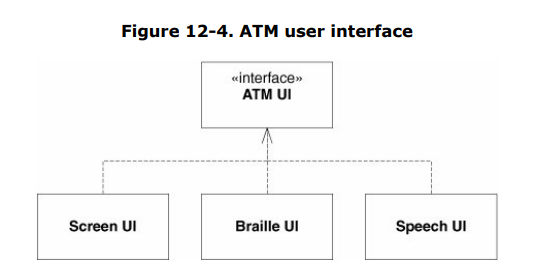 Figure 12-4. ATM user interface
«interface»
ATM UI
Screen UI
Braille UI
Speech UI